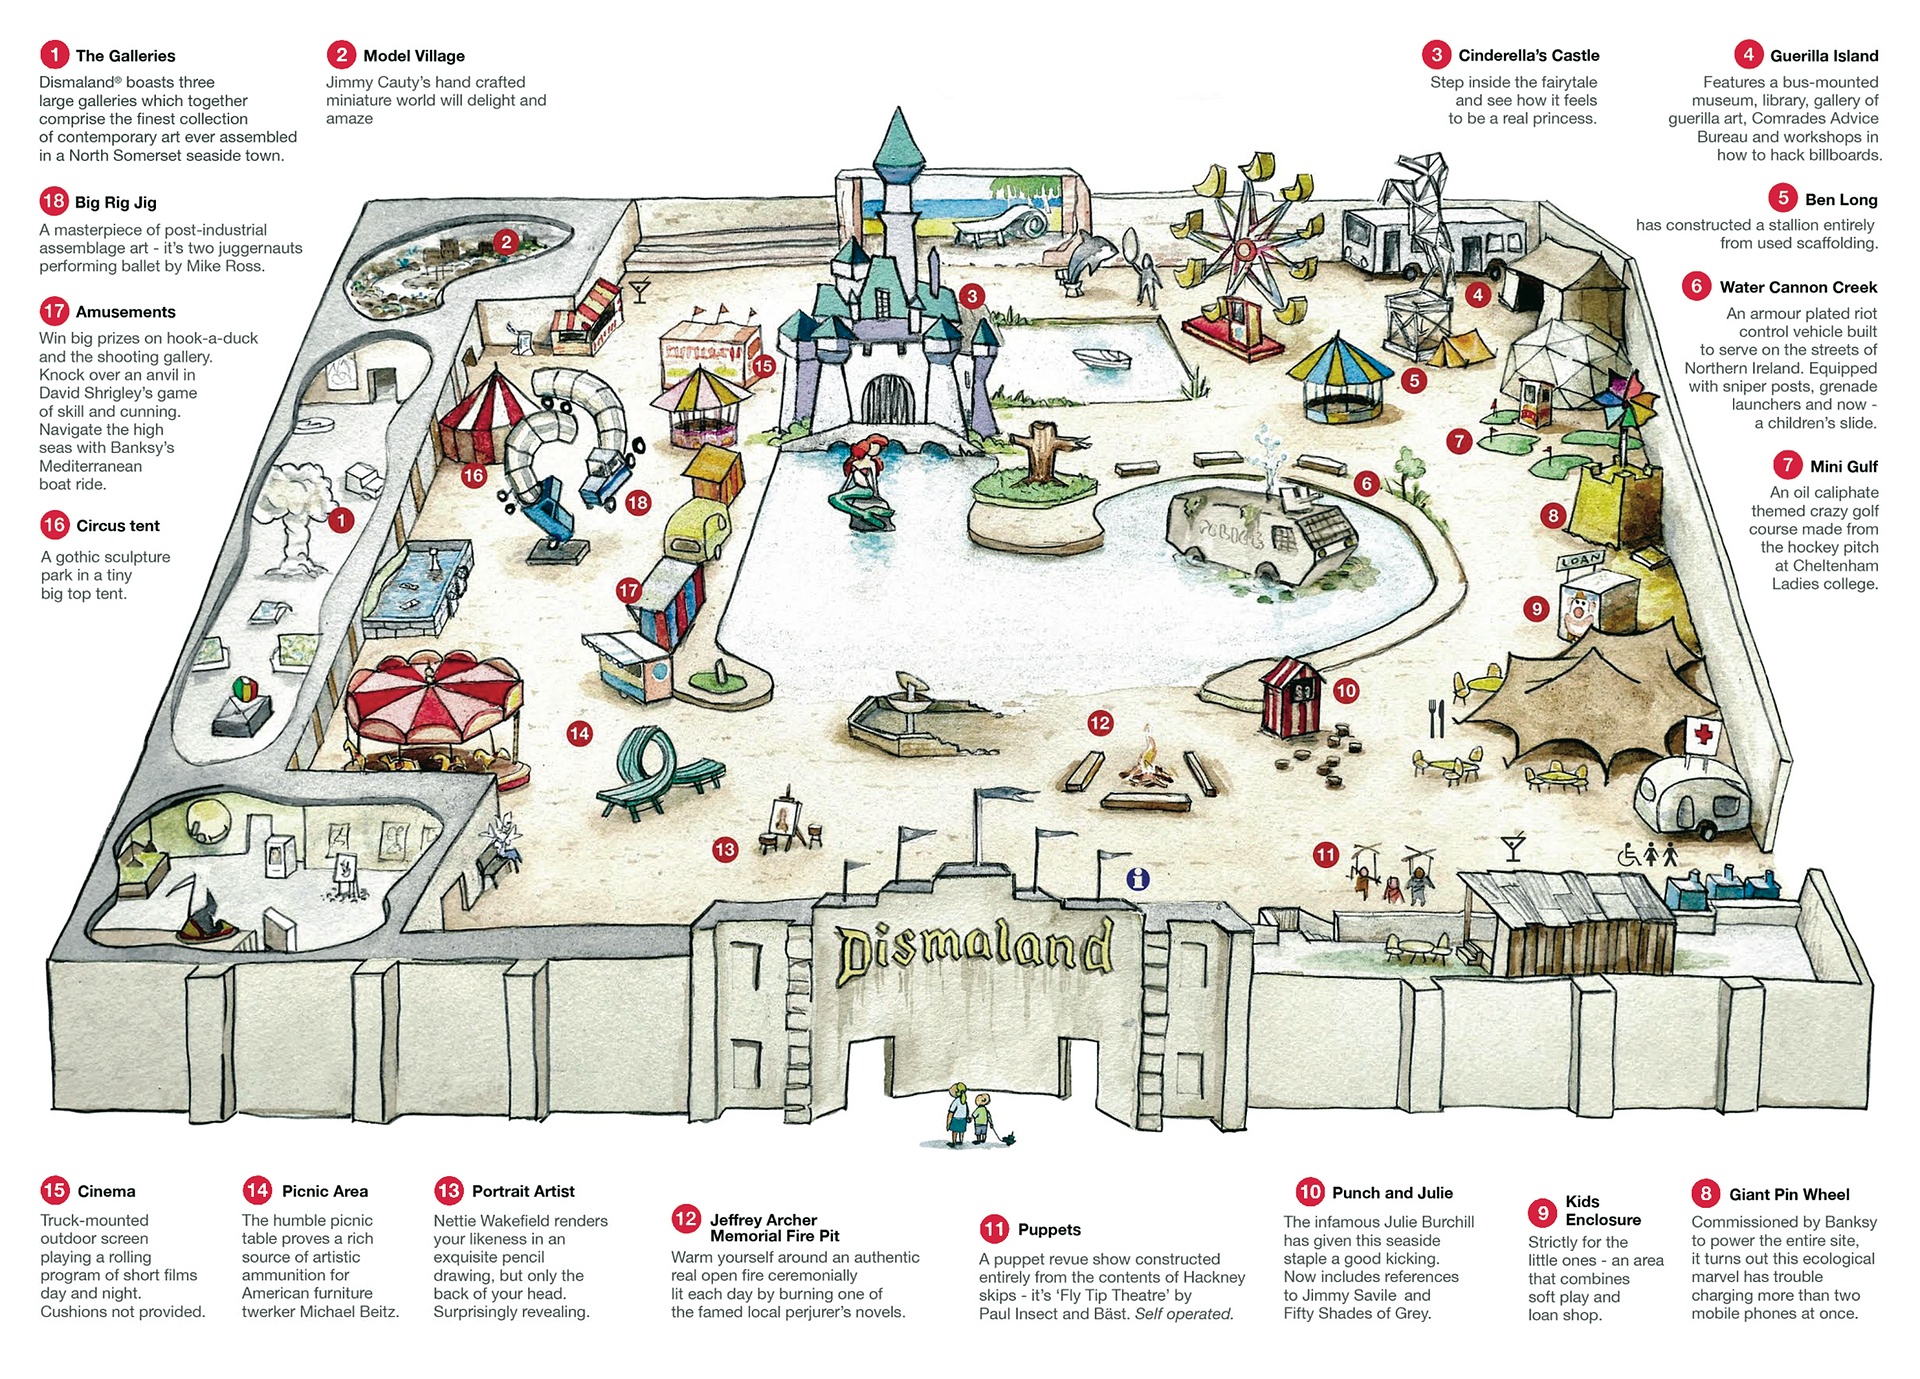 1 The Galleries
Dismaland® boasts three
large galleries which together
comprise the finest collection
of contemporary art ever assembled
in a North Somerset seaside town.
2 Model Village
Jimmy Cauty's hand crafted
miniature world will delight and
amaze
3 Cinderella's Castle
Step inside the fairytale
and see how it feels
to be a real princess.
4 Guerilla Island
Features a bus-mounted
museum, library, gallery of
guerilla art, Comrades Advice
Bureau and workshops in
how to hack billboards.
18 Big Rig Jig
A masterpiece of post-industrial
assemblage art - it's two juggernauts
performing ballet by Mike Ross.
5 Ben Long
has constructed a stallion entirely
from used scaffolding.
17 Amusements
Win big prizes on hook-a-duck
and the shooting gallery.
Knock over an anvil in
David Shrigley's game
of skill and cunning.
Navigate the high
seas with Banksy's
Mediterranean
boat ride.
6 Water Cannon Creek
An armour plated riot
control vehicle built
to serve on the streets of
Northern Ireland. Equipped
with sniper posts, grenade
launchers and now -
a children's slide.
16 Circus tent
A gothic sculpture
park in a tiny
big top tent.
7 Mini Gulf
An oil caliphate
themed crazy golf
course made from
the hockey pitch
at Cheltenham
Ladies college.
2
3
4
15
5
7
16
6
18
8
1
LOAN
17
9
10
12
14
13
11
i
Dismaland
15 Cinema
Truck-mounted
outdoor screen
playing a rolling
program of short films
day and night.
Cushions not provided.
14 Picnic Area
The humble picnic
table proves a rich
source of artistic
ammunition for
American furniture
twerker Michael Beitz.
13 Portrait Artist
Nettie Wakefield renders
your likeness in an
exquisite pencil
drawing, but only the
back of your head.
Surprisingly revealing.
12 Jeffrey Archer
Memorial Fire Pit
Warm yourself around an authentic
real open fire ceremonially
lit each day by burning one of
the famed local perjurer's novels.
11 Puppets
A puppet revue show constructed
entirely from the contents of Hackney
skips - it's 'Fly Tip Theatre' by
Paul Insect and Bäst. Self operated.
10 Punch and Julie
The infamous Julie Burchill
has given this seaside
staple a good kicking.
Now includes references
to Jimmy Savile and
Fifty Shades of Grey.
9 Kids
Enclosure
Strictly for the
little ones - an area
that combines
soft play and
loan shop.
8 Giant Pin Wheel
Commissioned by Banksy
to power the entire site,
it turns out this ecological
marvel has trouble
charging more than two
mobile phones at once.